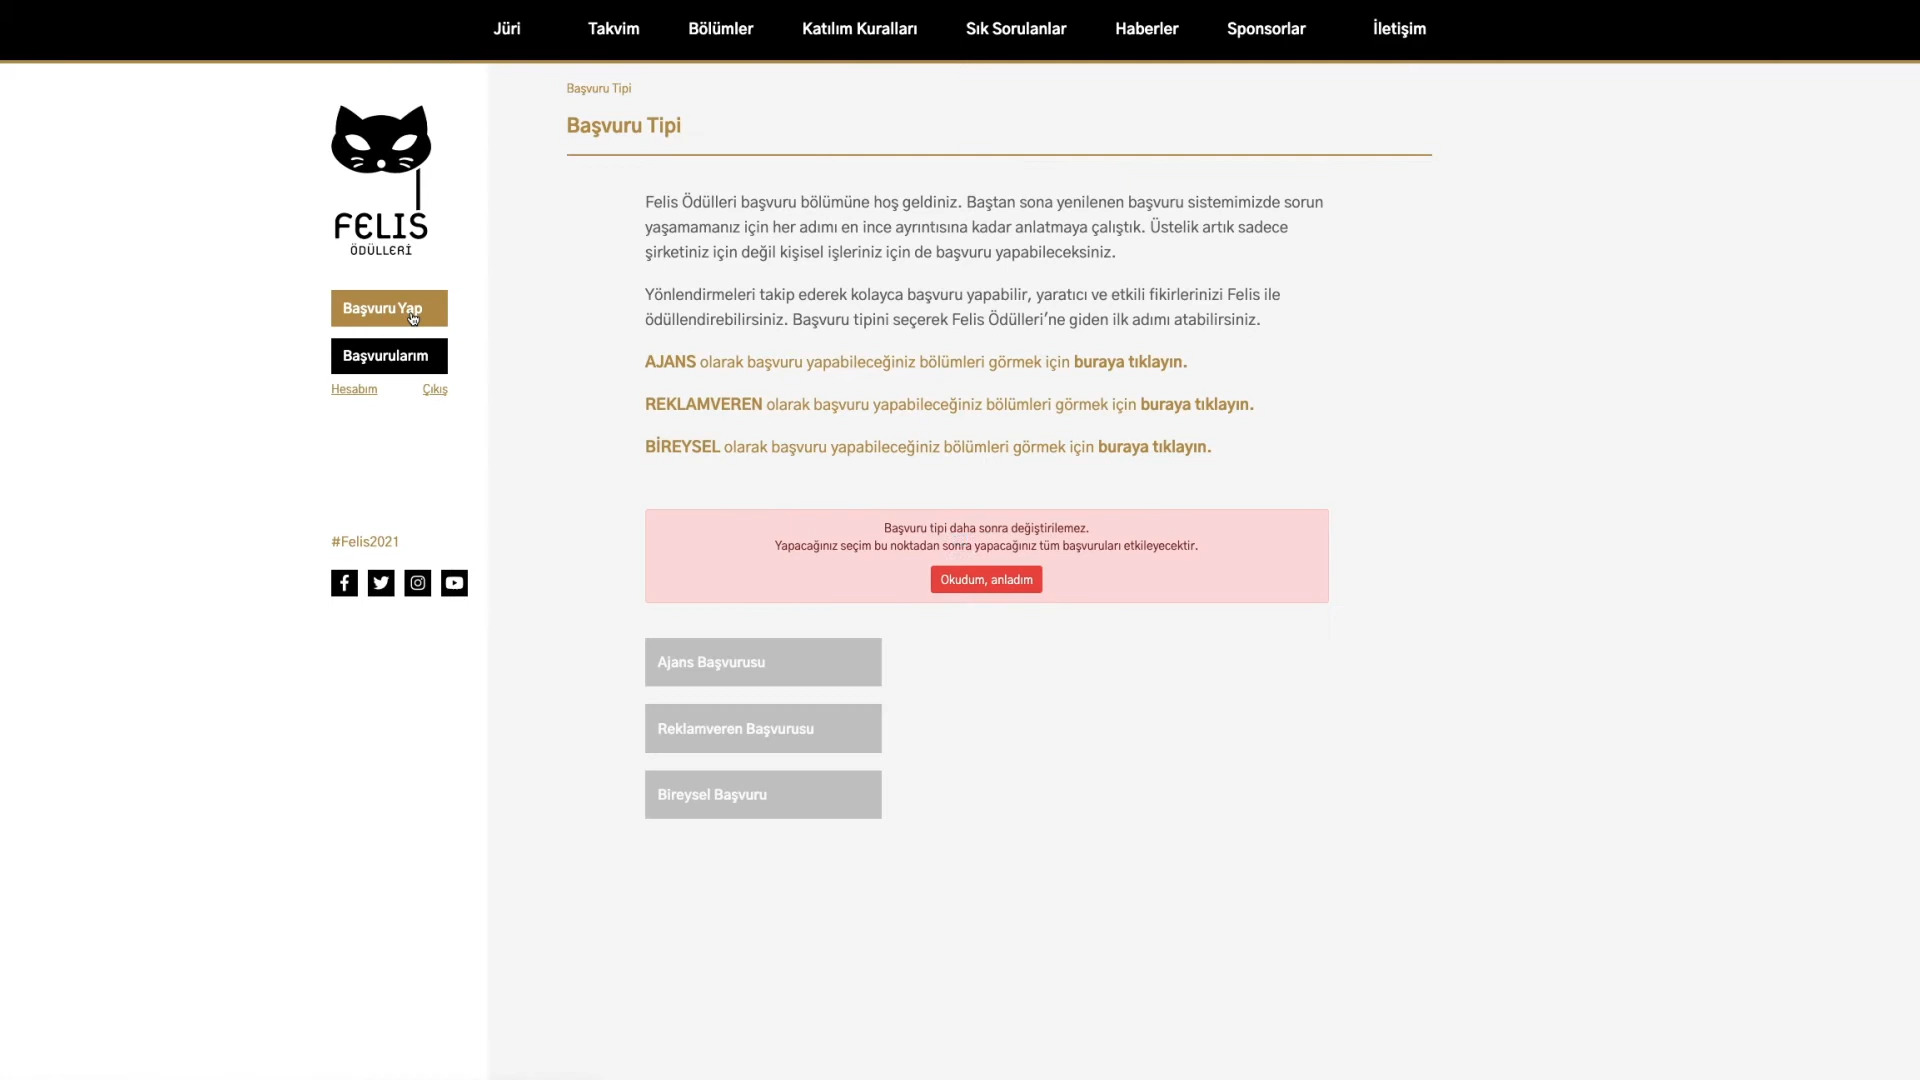 Jüri
Takvim
Bölümler
Katılım Kuralları
Sık Sorulanlar
Haberler
Sponsorlar
İletişim
FELIS
ÖDÜLLERİ
Başvuru Yap
Başvurularım
Hesabım
Çıkış
#Felis2021
Başvuru Tipi
Başvuru Tipi
Felis Ödülleri başvuru bölümüne hoş geldiniz. Baştan sona yenilenen başvuru sistemimizde sorun
yaşamamanız için her adımı en ince ayrıntısına kadar anlatmaya çalıştık. Üstelik artık sadece
şirketiniz için değil kişisel işleriniz için de başvuru yapabileceksiniz.
Yönlendirmeleri takip ederek kolayca başvuru yapabilir, yaratıcı ve etkili fikirlerinizi Felis ile
ödüllendirebilirsiniz. Başvuru tipini seçerek Felis Ödülleri’ne giden ilk adımı atabilirsiniz.
AJANS olarak başvuru yapabileceğiniz bölümleri görmek için buraya tıklayın.
REKLAMVEREN olarak başvuru yapabileceğiniz bölümleri görmek için buraya tıklayın.
BİREYSEL olarak başvuru yapabileceğiniz bölümleri görmek için buraya tıklayın.
Başvuru tipi daha sonra değiştirilemez.
Yapacağınız seçim bu noktadan sonra yapacağınız tüm başvuruları etkileyecektir.
Okudum, anladım
Ajans Başvurusu
Reklamveren Başvurusu
Bireysel Başvuru